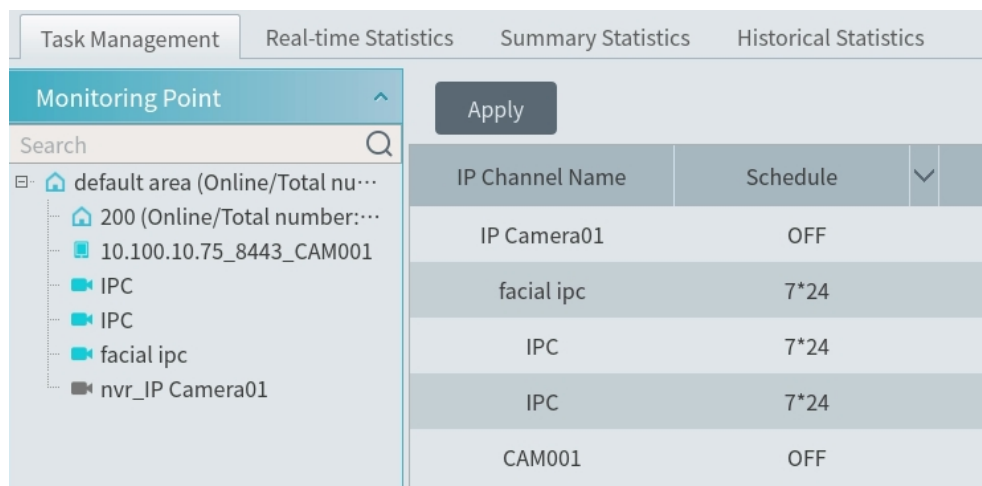 Task Management Real-time Statistics Summary Statistics Historical Statistics
Monitoring Point
Search
default area (Online/Total nu···
200 (Online/Total number:···
10.100.10.75_8443_CAM001
IPC
IPC
facial ipc
nvr_IP Camera01
Apply
IP Channel Name Schedule
IP Camera01 OFF
facial ipc 7*24
IPC 7*24
IPC 7*24
CAM001 OFF